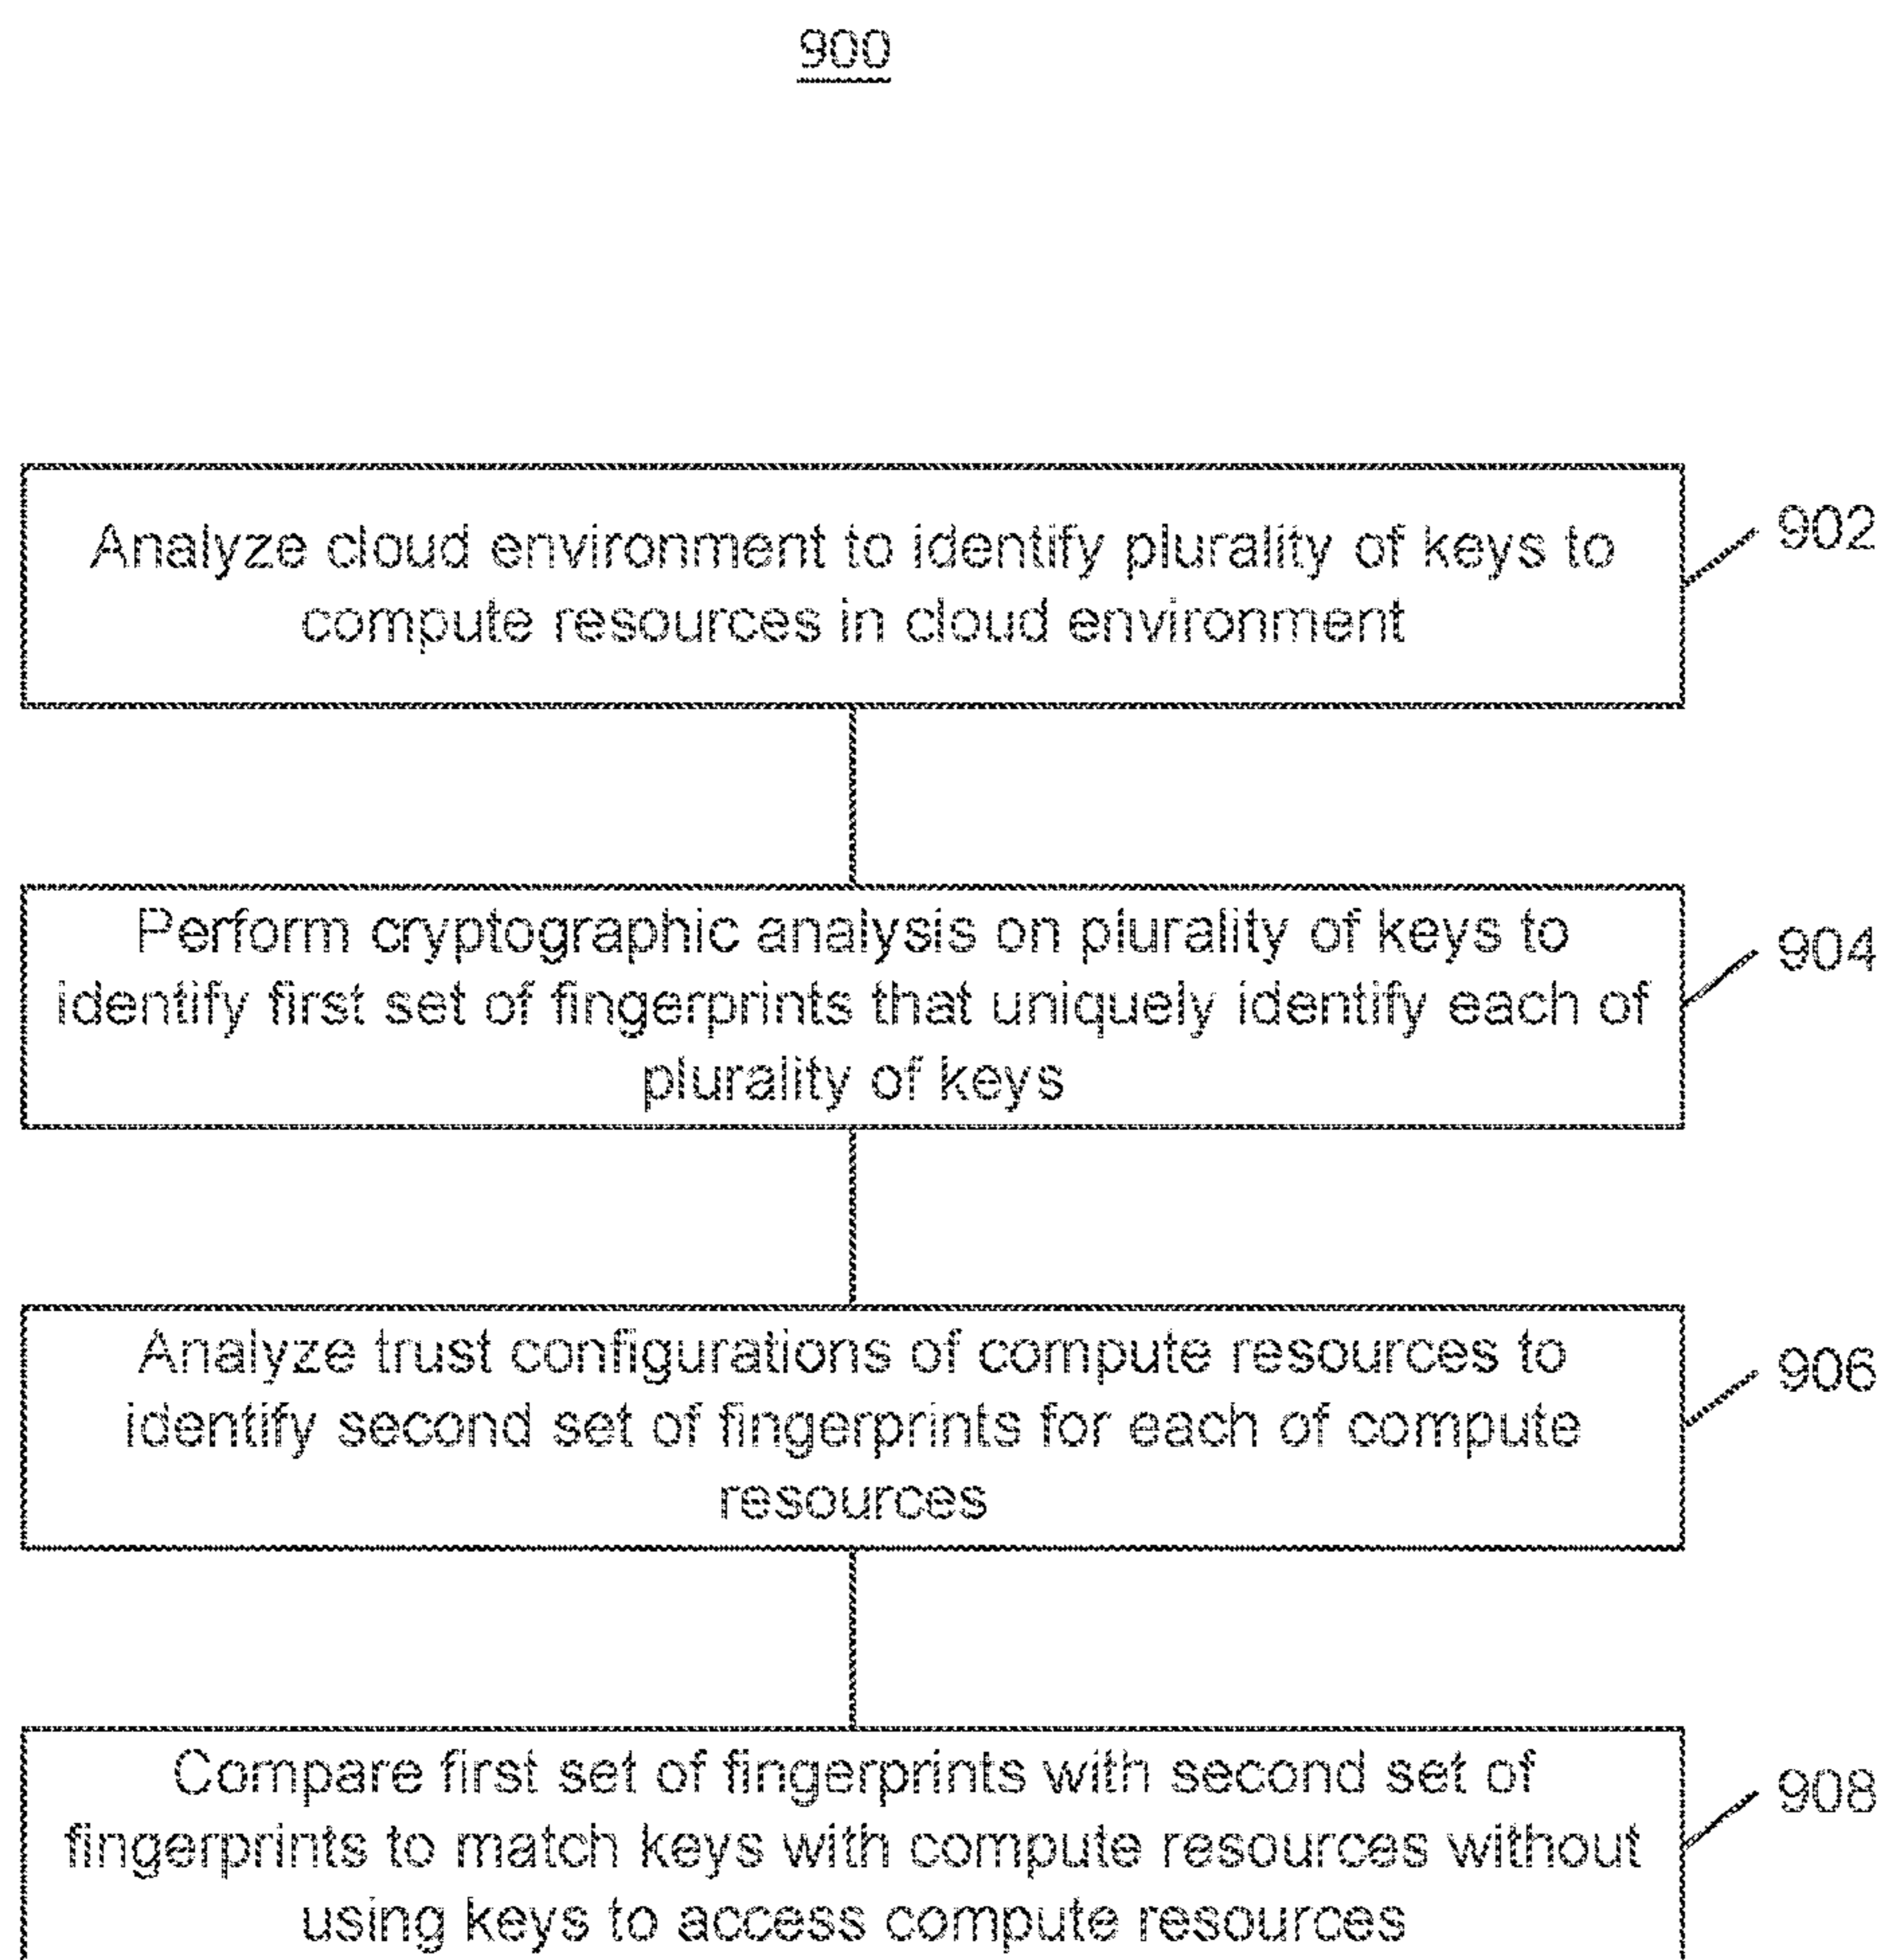 900
Analyze cloud environment to identify plurality of keys to
compute resources in cloud environment
902
Perform cryptographic analysis on plurality of keys to
identify first set of fingerprints that uniquely identify each of
plurality of keys
904
Analyze trust configurations of compute resources to
identify second set of fingerprints for each of compute
resources
906
Compare first set of fingerprints with second set of
fingerprints to match keys with compute resources without
using keys to access compute resources
908